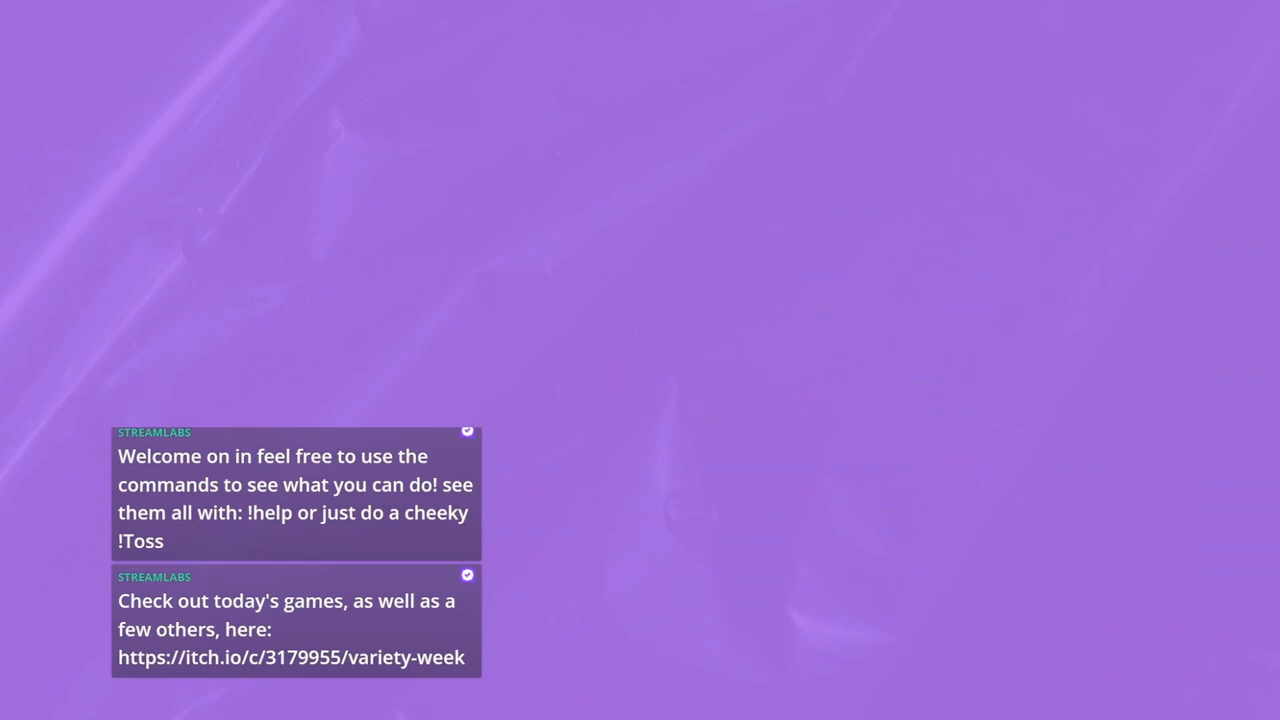 STREAMLABS
Welcome on in feel free to use the
commands to see what you can do! see
them all with: !help or just do a cheeky
!Toss
STREAMLABS
Check out today's games, as well as a
few others, here:
https://itch.io/c/3179955/variety-week